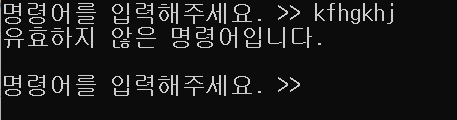 명령어를 입력해주세요. >> kfhgkhj
유효하지 않은 명령어입니다.
명령어를 입력해주세요. >>